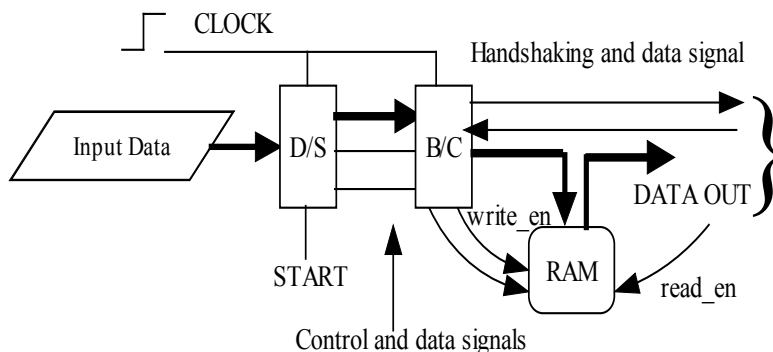 CLOCK
Handshaking and data signal
Input Data
D/S
B/C
DATA OUT
write_en
START
RAM
read_en
Control and data signals